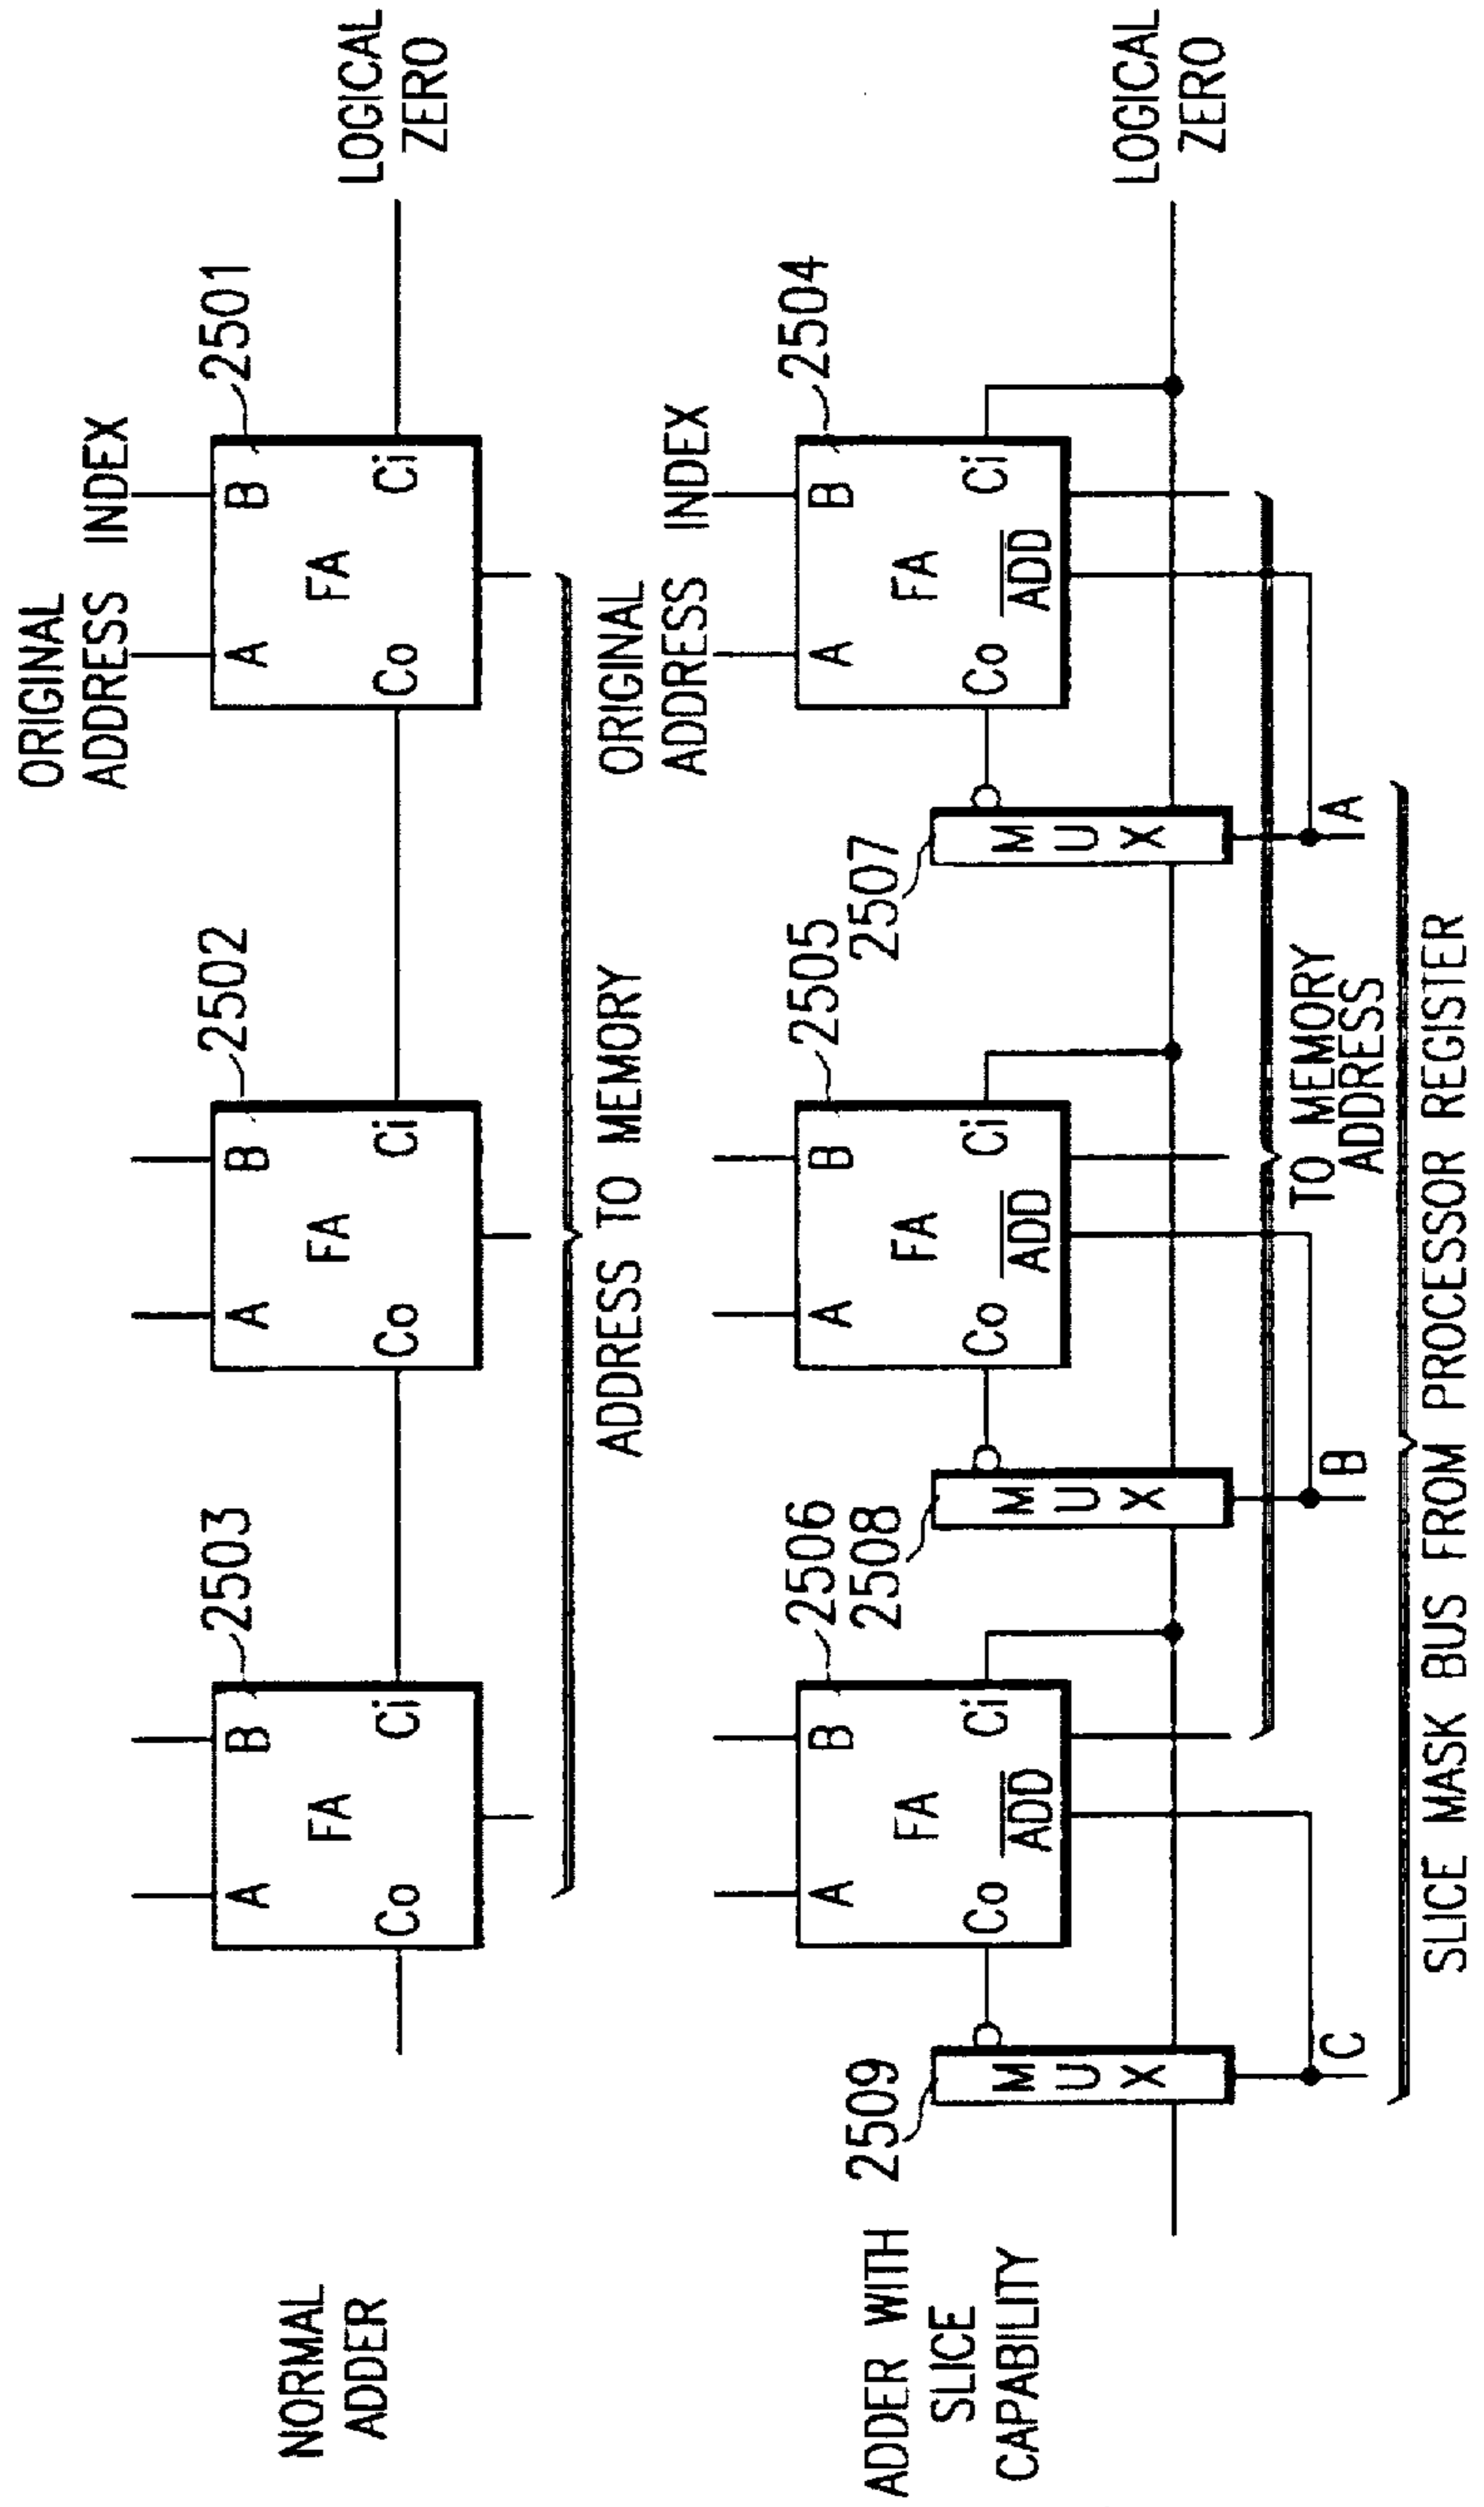 ORIGINAL
ADDRESS INDEX
2503
2502
2501
A
B
A
B
A
B
FA
FA
FA
Co
Ci
Co
Ci
Co
Ci
NORMAL
ADDER
LOGICAL
ZERO
ADDRESS TO MEMORY
ORIGINAL
ADDRESS INDEX
2506
2505
2504
2509
2508
2507
A
B
A
B
A
B
FA
FA
FA
Co
Ci
Co
Ci
Co
Ci
ADD
ADD
ADD
MUX
MUX
MUX
ADDER WITH
SLICE
CAPABILITY
LOGICAL
ZERO
C
B
A
TO MEMORY
ADDRESS
SLICE MASK BUS FROM PROCESSOR REGISTER